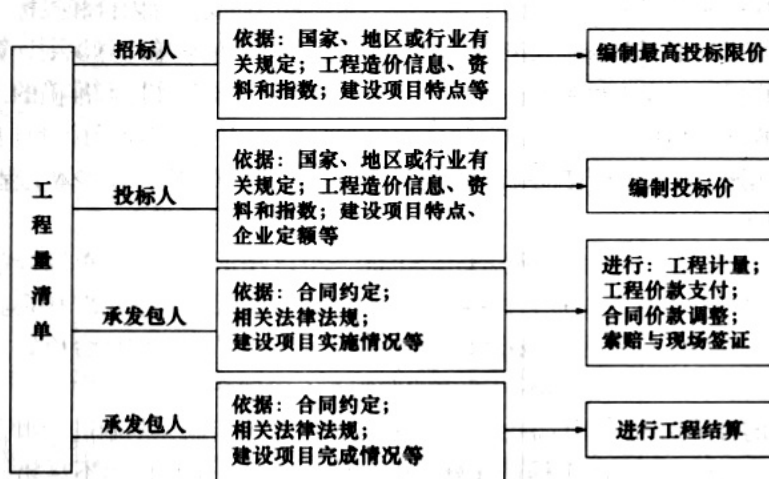 工程量清单
招标人
依据：国家、地区或行业有
关规定；工程造价信息、资
料和指数；建设项目特点等
编制最高投标限价
投标人
依据：国家、地区或行业有
关规定；工程造价信息、资
料和指数；建设项目特点、
企业定额等
编制投标价
承发包人
依据：合同约定；
相关法律法规；
建设项目实施情况等
进行：工程计量；
工程价款支付；
合同价款调整；
索赔与现场签证
承发包人
依据：合同约定；
相关法律法规；
建设项目完成情况等
进行工程结算